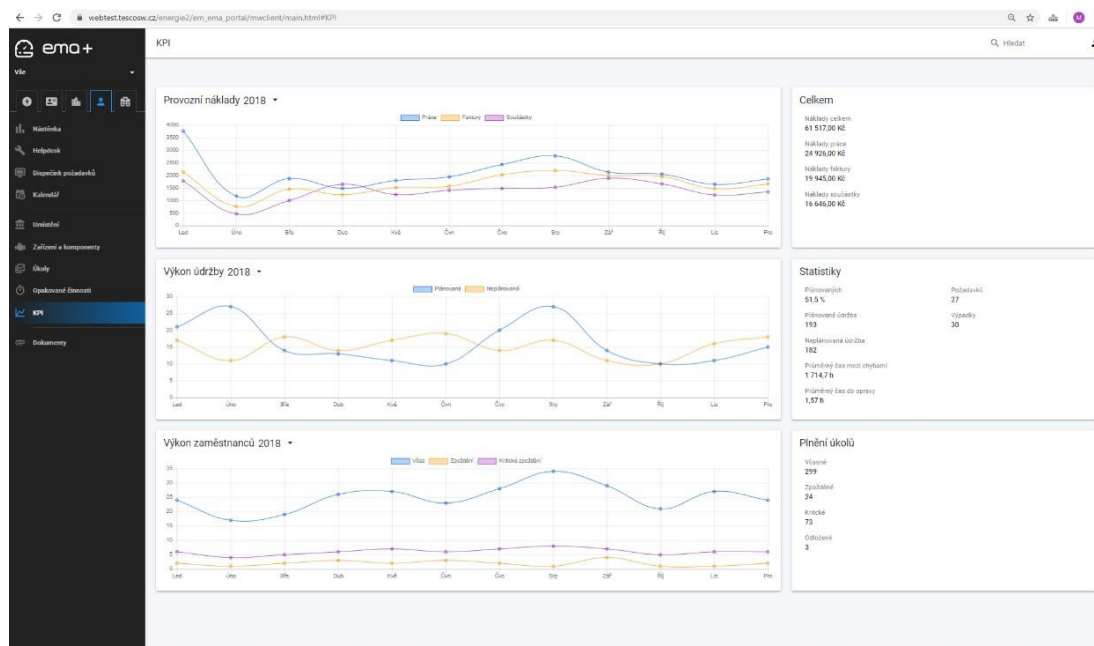 webtest.tescosw.cz/energie2/em_ema_portal/mwclient/main.html#KPI
M
ema+
KPI
Hledat
Vše
Nástěnka
Helpdesk
Dispečink požadavků
Kalendář
Umístění
Zařízení a komponenty
Úkoly
Opakované činnosti
KPI
Dokumenty
Provozní náklady 2018
Práce Faktury Součástky
4000
3500
3000
2500
2000
1500
1000
500
0
Led Úno Bře Dub Kvě Čvn Čvc Srp Zář Říj Lis Pro
Celkem
Náklady celkem
61 517,00 Kč
Náklady práce
24 926,00 Kč
Náklady faktury
19 945,00 Kč
Náklady součástky
16 646,00 Kč
Výkon údržby 2018
Plánovaná Neplánovaná
30
25
20
15
10
5
0
Led Úno Bře Dub Kvě Čvn Čvc Srp Zář Říj Lis Pro
Statistiky
Plánovaných Požadavků
51,5 % 27
Plánovaná údržba Výpadky
193 30
Neplánovaná údržba
182
Průměrný čas mezi chybami
1 714,7 h
Průměrný čas do opravy
1,57 h
Výkon zaměstnanců 2018
Včas Zpoždění Kritické zpoždění
35
30
25
20
15
10
5
0
Led Úno Bře Dub Kvě Čvn Čvc Srp Zář Říj Lis Pro
Plnění úkolů
Včasné
299
Zpožděné
24
Kritické
73
Odložené
3